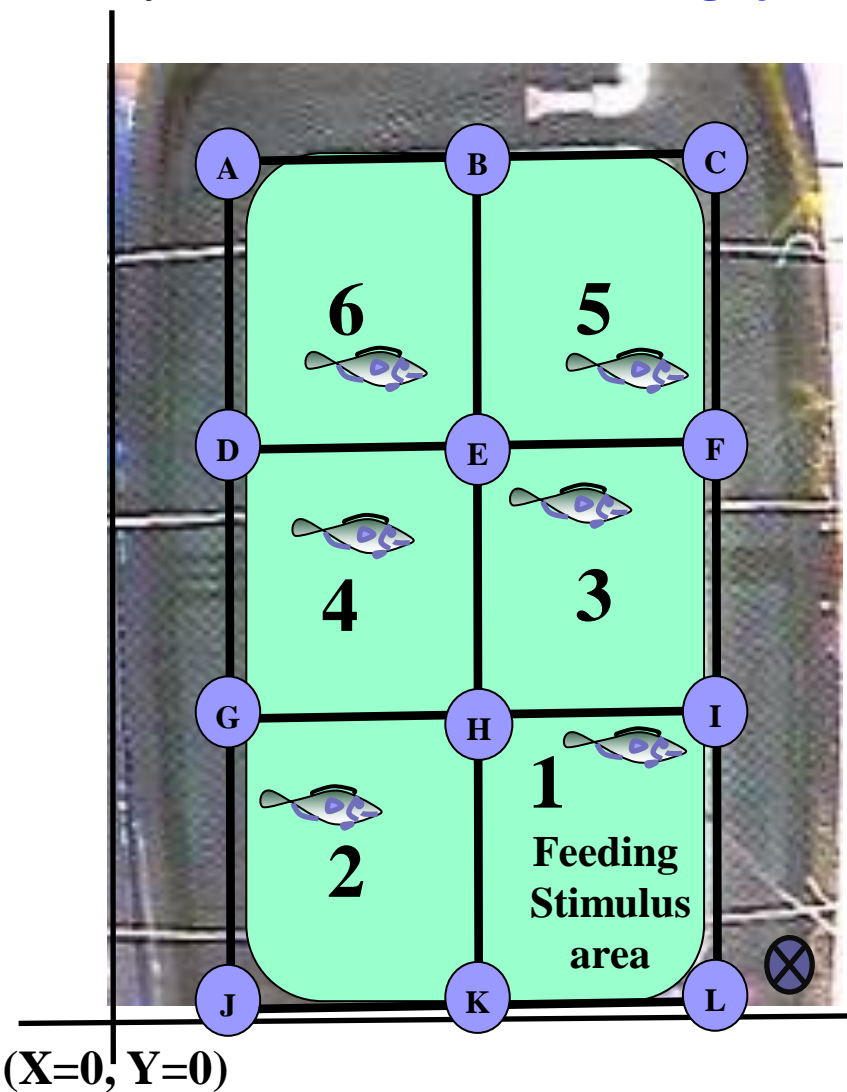 A B C
6 5
D E F
4 3
G H I
1
2
Feeding
Stimulus
area
J K L
(X=0, Y=0)